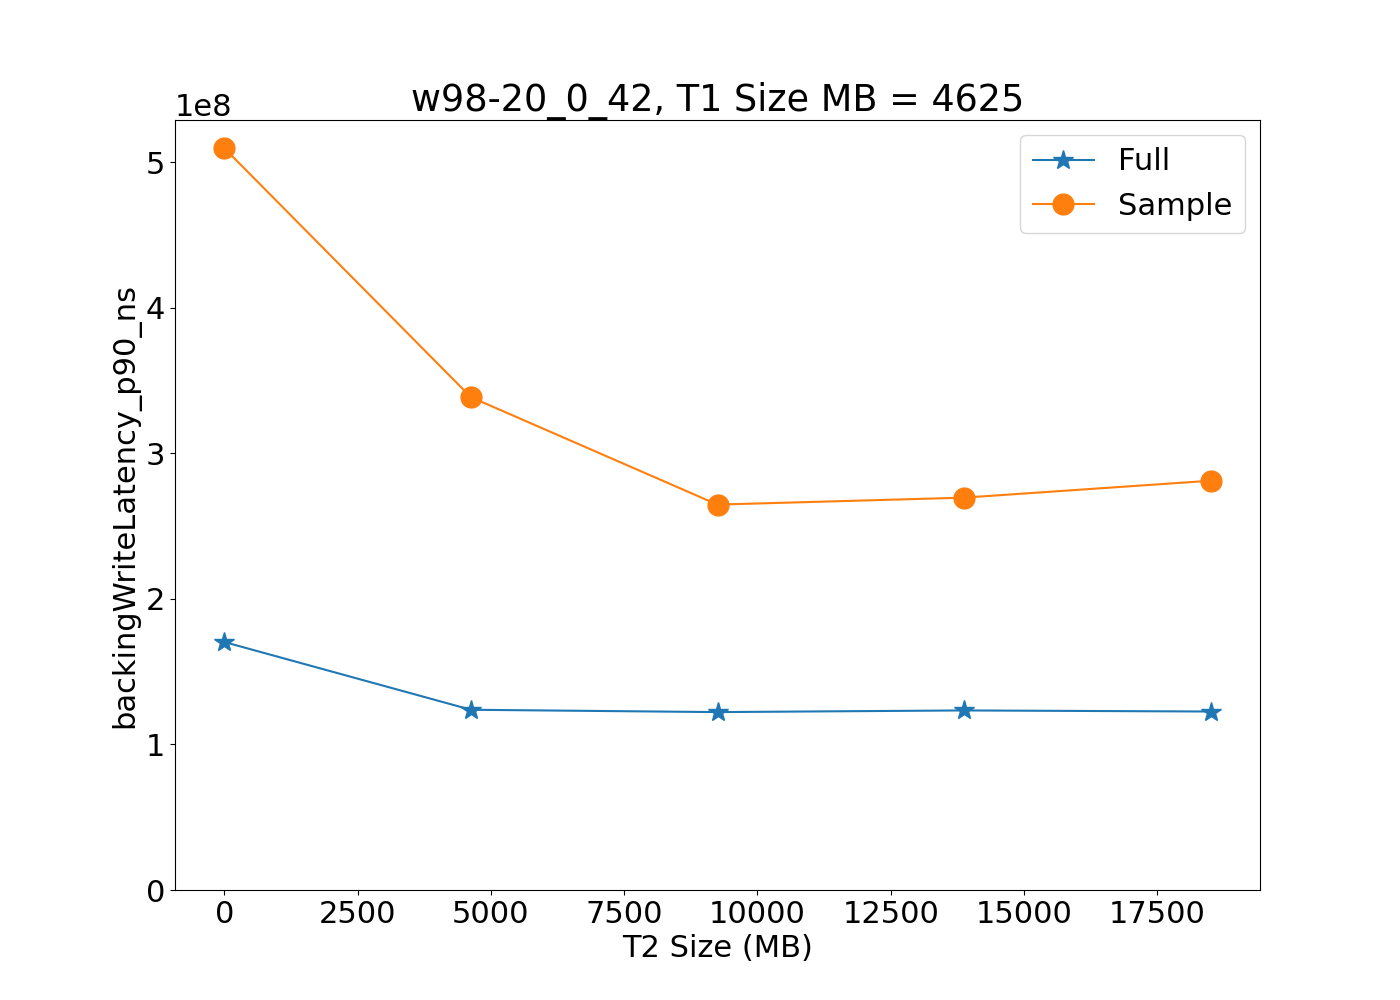 w98-20_0_42, T1 Size MB = 4625
1e8
Full
Sample
backingWriteLatency_p90_ns
5
4
3
2
1
0
0 2500 5000 7500 10000 12500 15000 17500
T2 Size (MB)